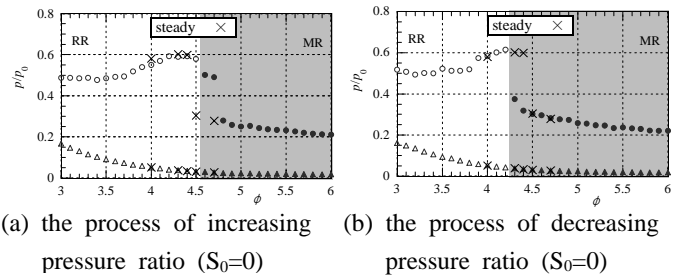 steady
RR
MR
p/p0
0.8
0.6
0.4
0.2
0
3 3.5 4 4.5 5 5.5 6
ϕ
steady
RR
MR
p/p0
0.8
0.6
0.4
0.2
0
3 3.5 4 4.5 5 5.5 6
ϕ
(a) the process of increasing
pressure ratio (S0=0)
(b) the process of decreasing
pressure ratio (S0=0)